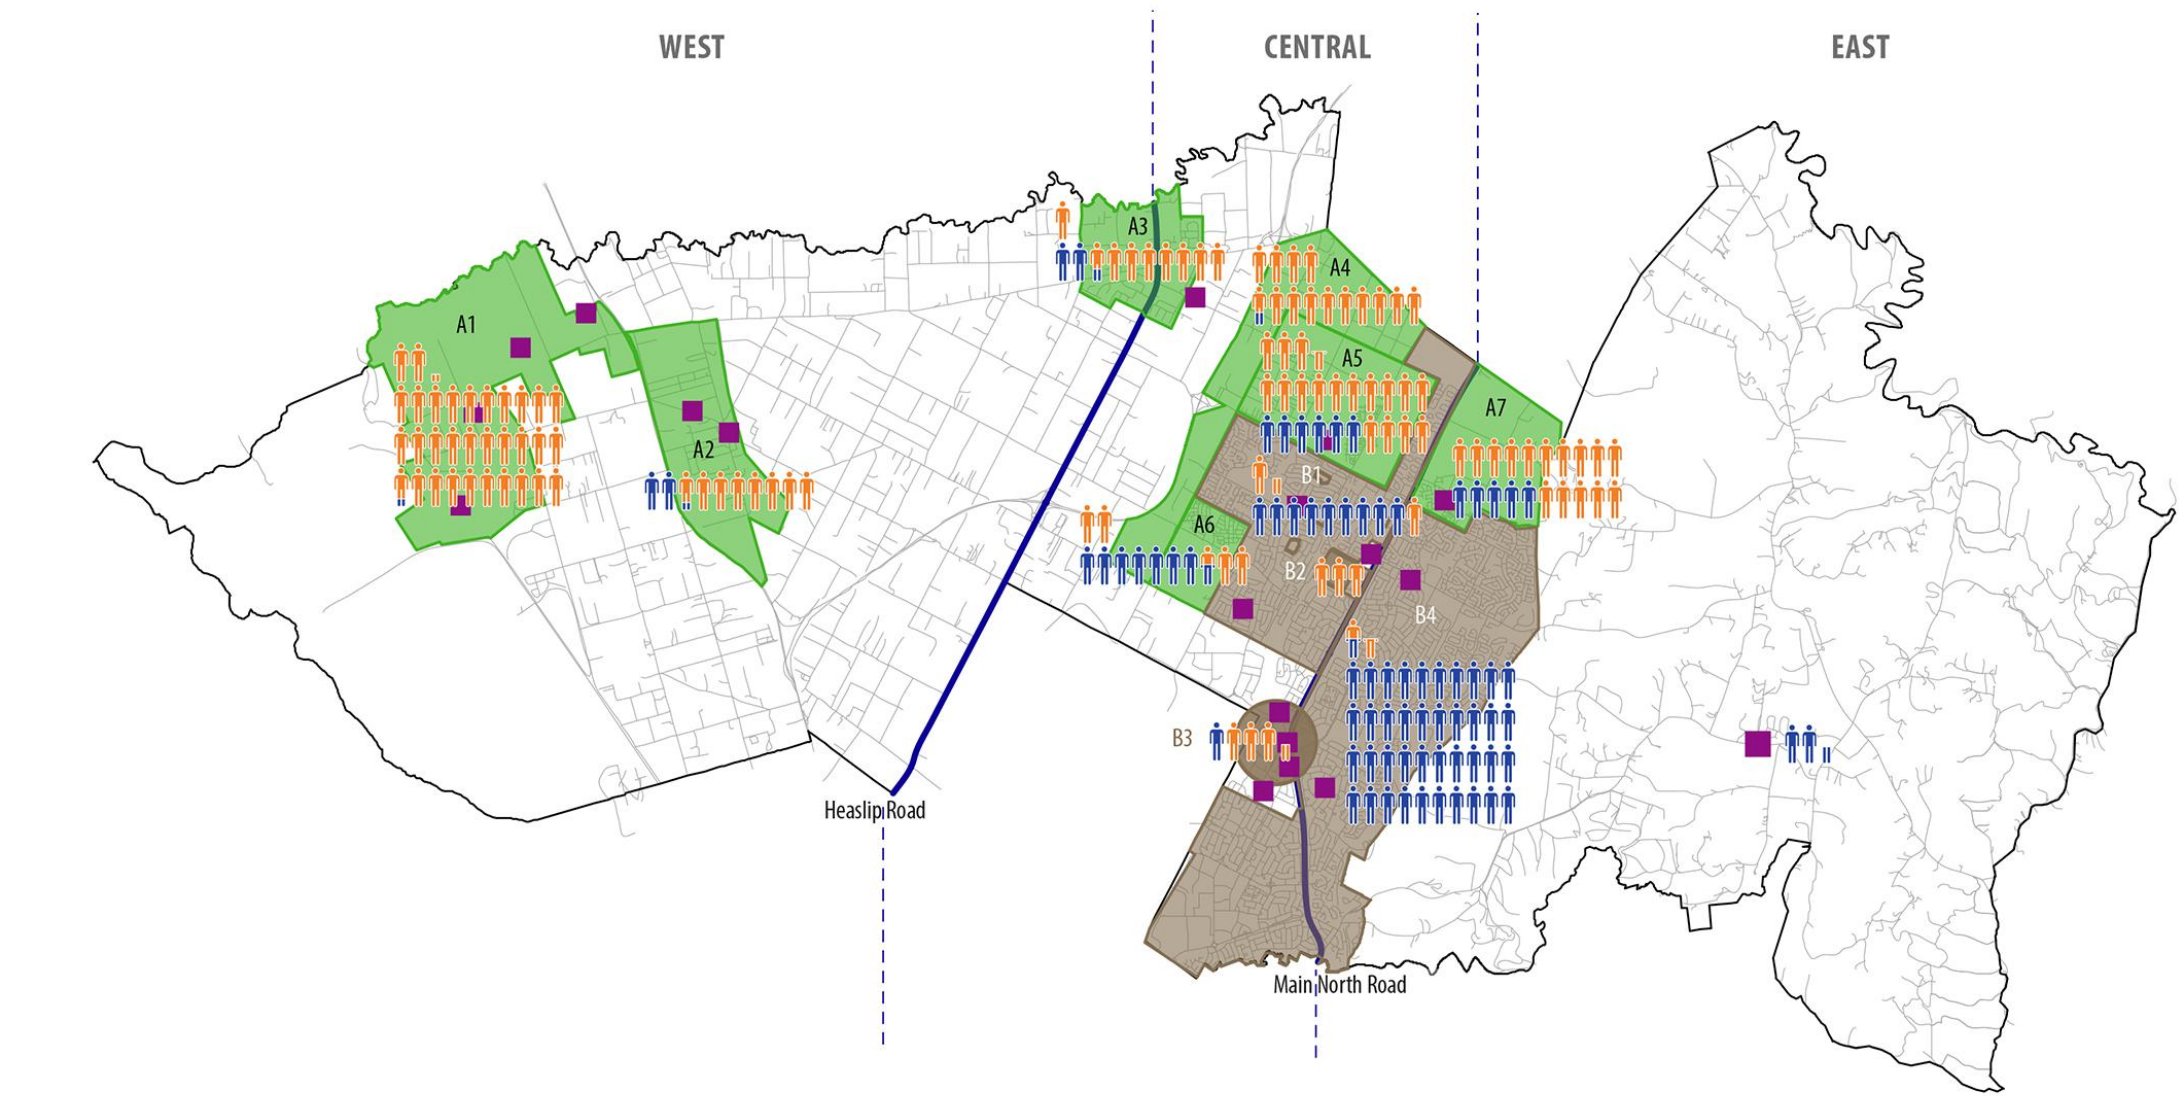 WEST
CENTRAL
EAST
A3
A4
A1
A5
A7
A2
B1
A6
B2
B4
B3
Heaslip Road
Main North Road